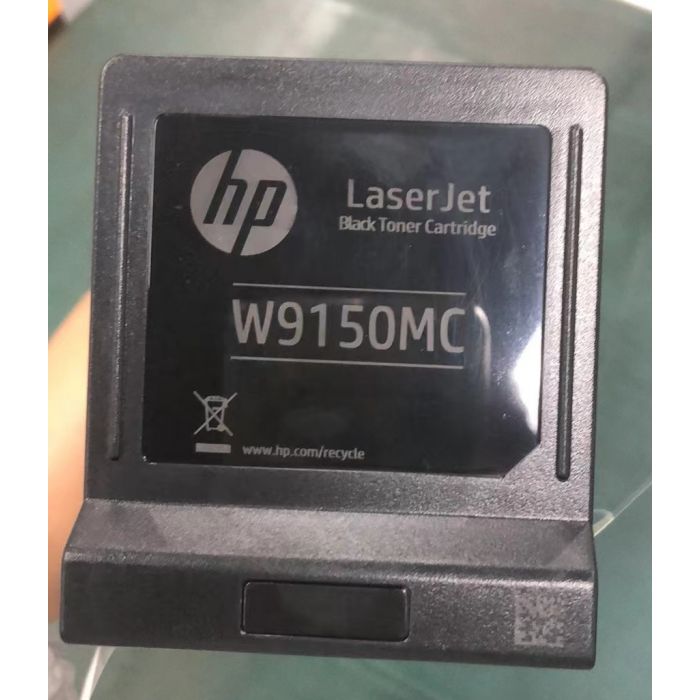 hp
LaserJet
Black Toner Cartridge
W9150MC
www.hp.com/recycle